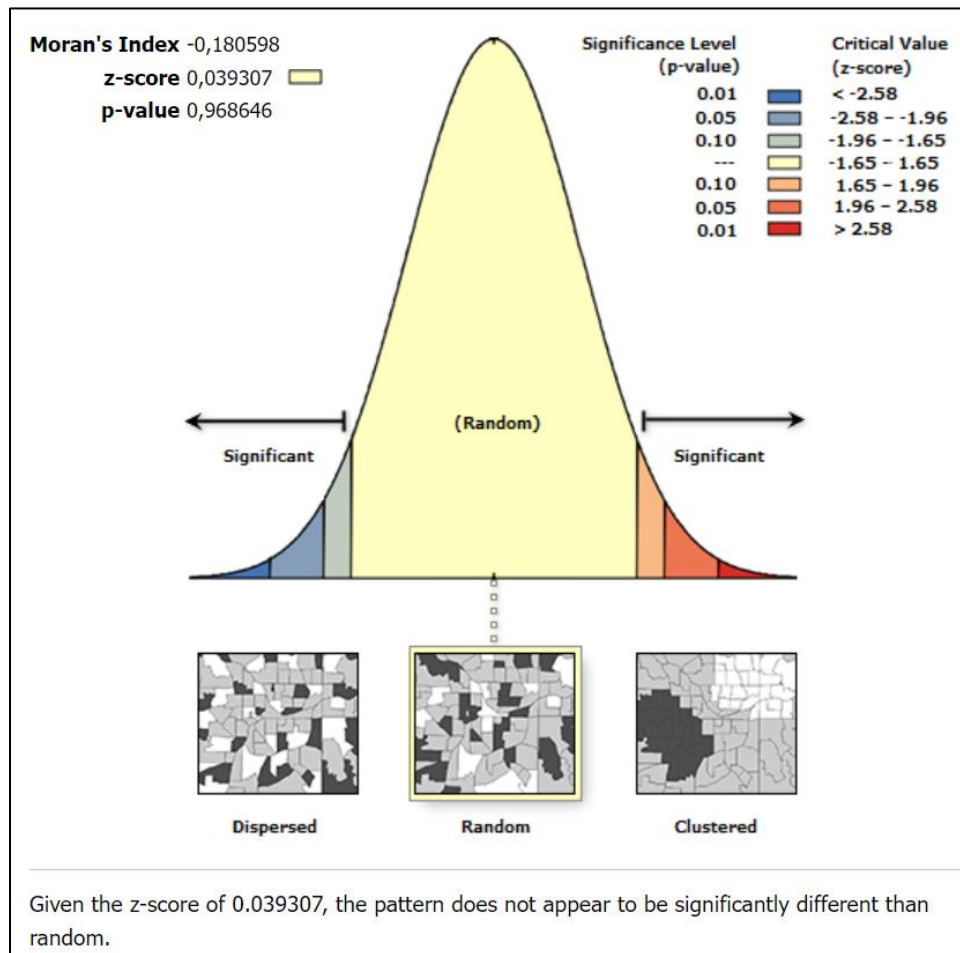 Moran's Index -0,180598
z-score 0,039307
p-value 0,968646
Significance Level
(p-value)
Critical Value
(z-score)
0.01 < -2.58
0.05 -2.58 – -1.96
0.10 -1.96 – -1.65
--- -1.65 – 1.65
0.10 1.65 – 1.96
0.05 1.96 – 2.58
0.01 > 2.58
(Random)
Significant
Significant
Dispersed
Random
Clustered
Given the z-score of 0.039307, the pattern does not appear to be significantly different than
random.